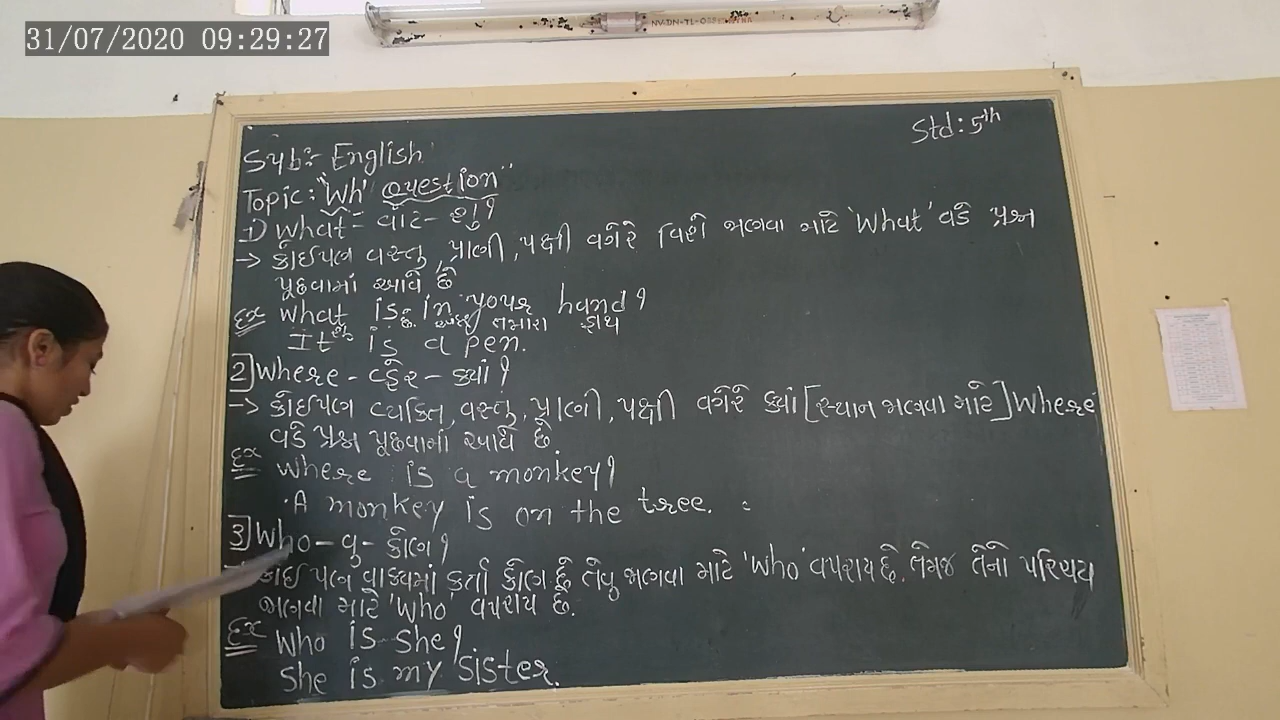 31/07/2020 09:29:27
Std: 5th
Sub:- English
Topic: "Wh' Question"
1) What - વોટ - શું?
→ કોઈપણ વસ્તુ, પ્રાણી, પક્ષી વગેરે વિશે જાણવા માટે 'What' વડે પ્રશ્ન
પૂછવામાં આવે છે
Ex What is in your hand?
છે. અંદર તમારા હાથ
It is a pen.
2] Where - વ્હેર - ક્યાં?
→ કોઈપણ વ્યકિત, વસ્તુ, પ્રાણી, પક્ષી વગેરે ક્યાં [સ્થાન જાણવા માટે] Where
વડે પ્રશ્ન પૂછવામાં આવે છે
Ex Where is a monkey?
A monkey is on the tree.
3] Who - વુ - કોણ?
કોઈ પણ વાકયમાં કર્તા કોણ છે તેવુ જાણવા માટે 'Who' વપરાય છે. તેમજ તેનો પરિચય
જાણવા માટે 'Who' વપરાય છે.
Ex Who is she?
She is my sister.